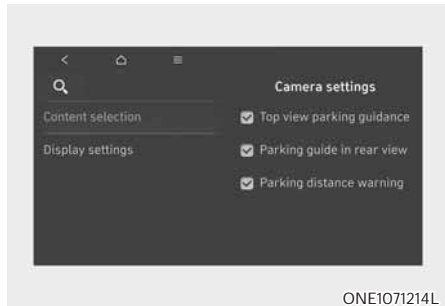 Camera settings
Content selection
Display settings
Top view parking guidance
Parking guide in rear view
Parking distance warning
ONE1071214L